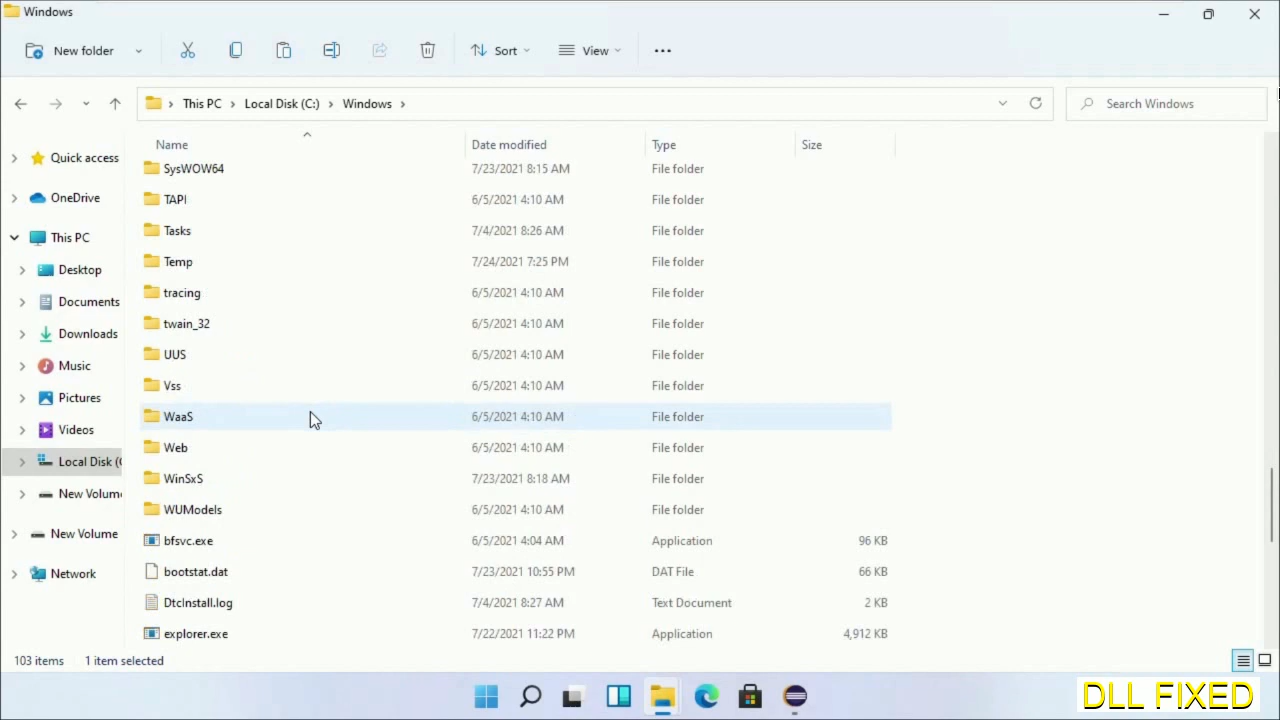 Windows
New folder
Sort
View
This PC
Local Disk (C:)
Windows
Search Windows
Name
Date modified
Type
Size
SysWOW64 7/23/2021 8:15 AM File folder
TAPI 6/5/2021 4:10 AM File folder
Tasks 7/4/2021 8:26 AM File folder
Temp 7/24/2021 7:25 PM File folder
tracing 6/5/2021 4:10 AM File folder
twain_32 6/5/2021 4:10 AM File folder
UUS 6/5/2021 4:10 AM File folder
Vss 6/5/2021 4:10 AM File folder
WaaS 6/5/2021 4:10 AM File folder
Web 6/5/2021 4:10 AM File folder
WinSxS 7/23/2021 8:18 AM File folder
WUModels 6/5/2021 4:10 AM File folder
bfsvc.exe 6/5/2021 4:04 AM Application 96 KB
bootstat.dat 7/23/2021 10:55 PM DAT File 66 KB
DtcInstall.log 7/4/2021 8:27 AM Text Document 2 KB
explorer.exe 7/22/2021 11:22 PM Application 4,912 KB
Quick access
OneDrive
This PC
Desktop
Documents
Downloads
Music
Pictures
Videos
Local Disk (C
New Volum
New Volume
Network
103 items
1 item selected
DLL FIXED